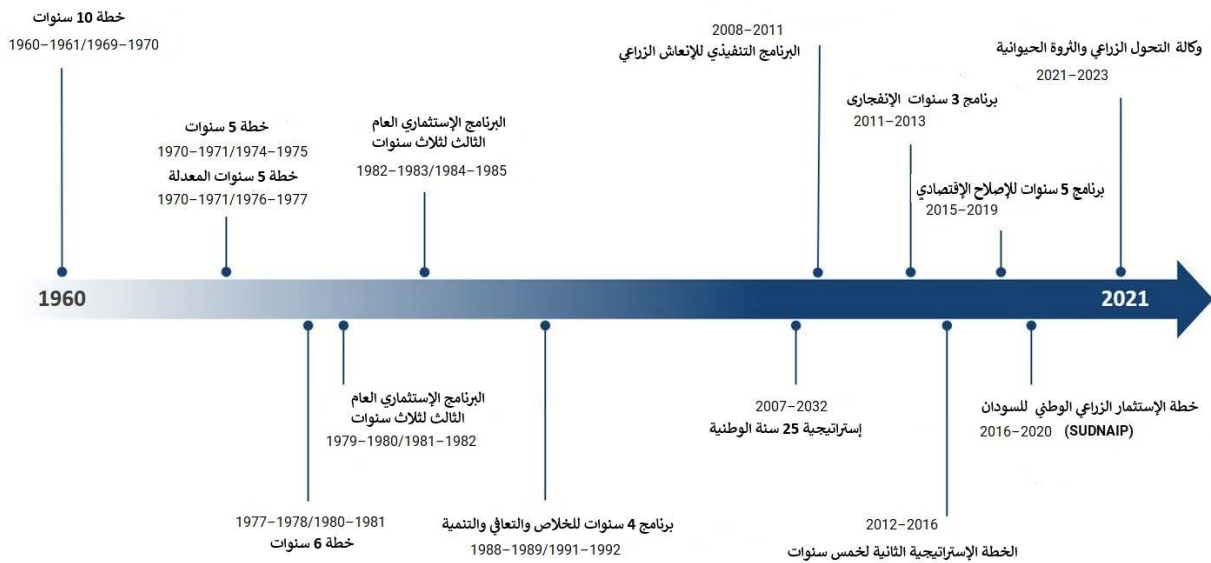 خطة 10 سنوات
1960–1961/1969–1970
خطة 5 سنوات
1970–1971/1974–1975
خطة 5 سنوات المعدلة
1970–1971/1976–1977
البرنامج الإستثماري العام
الثالث لثلاث سنوات
1982–1983/1984–1985
2008–2011
البرنامج التنفيذي للإنعاش الزراعي
برنامج 3 سنوات الإنفجارى
2011–2013
برنامج 5 سنوات للإصلاح الإقتصادي
2015–2019
وكالة التحول الزراعي والثروة الحيوانية
2021–2023
1960
2021
1977–1978/1980–1981
خطة 6 سنوات
البرنامج الإستثماري العام
الثالث لثلاث سنوات
1979–1980/1981–1982
برنامج 4 سنوات للخلاص والتعافي والتنمية
1988–1989/1991–1992
2007–2032
إستراتيجية 25 سنة الوطنية
2012–2016
الخطة الإستراتيجية الثانية لخمس سنوات
خطة الإستثمار الزراعي الوطني للسودان
2016–2020 (SUDNAIP)